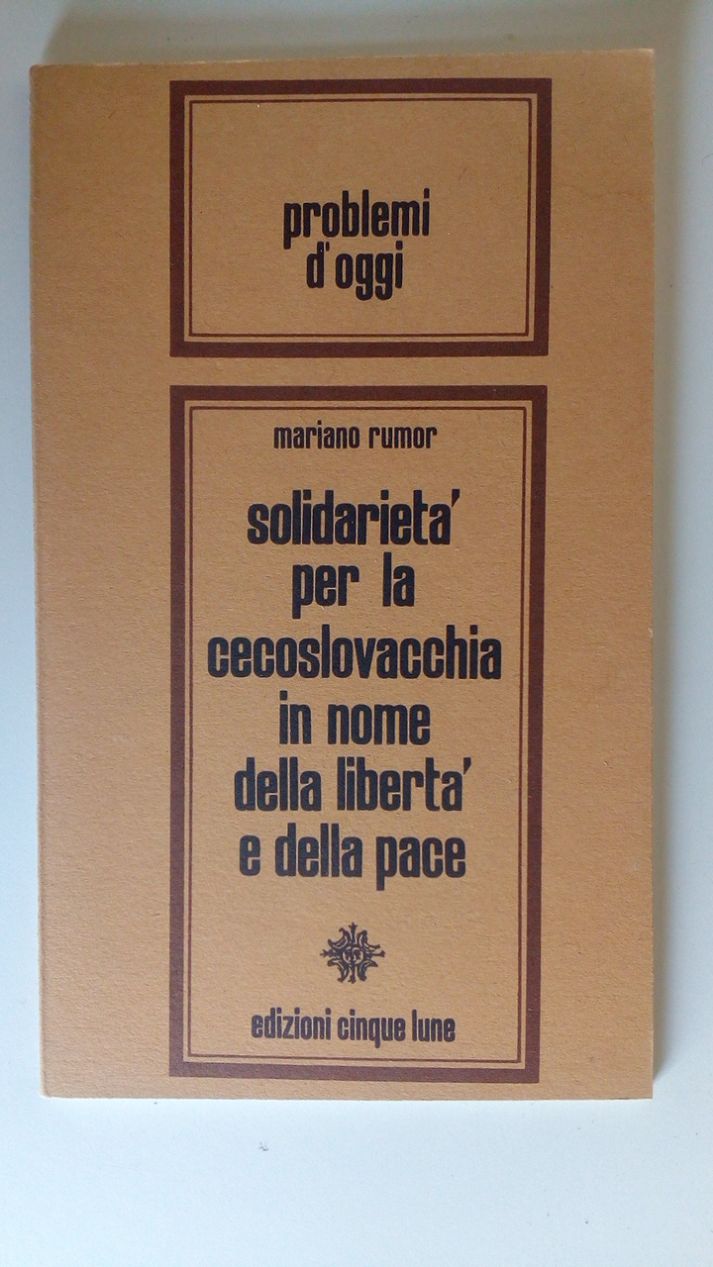 problemi
d'oggi
mariano rumor
solidarieta'
per la
cecoslovacchia
in nome
della liberta'
e della pace
edizioni cinque lune